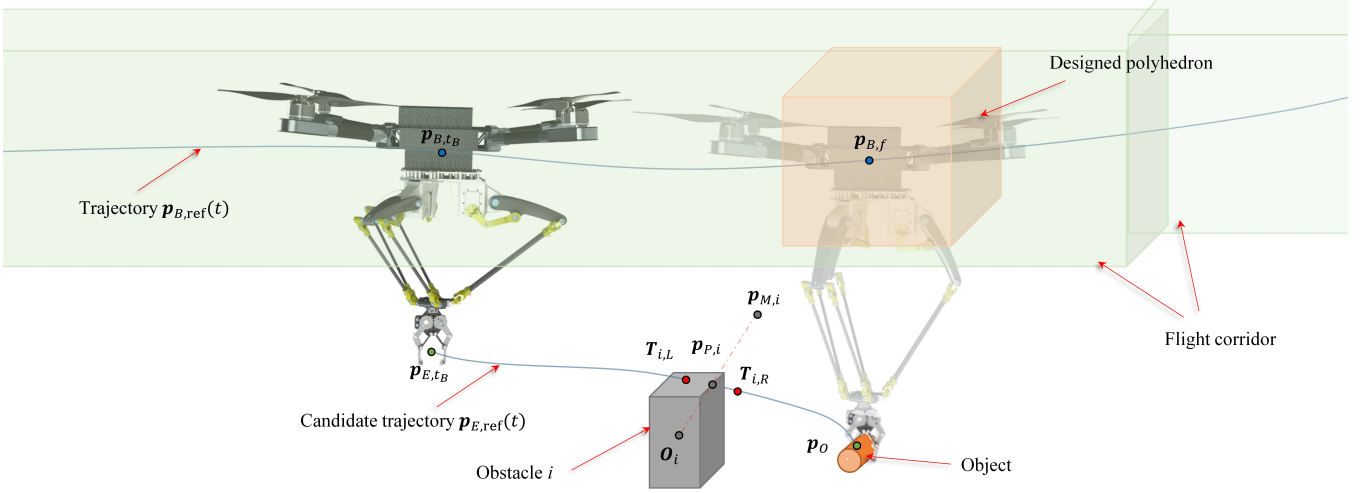 Designed polyhedron
p_{B,t_B}
p_{B,f}
Trajectory p_{B,ref}(t)
p_{M,i}
Flight corridor
T_{i,L}
p_{P,i}
p_{E,t_B}
T_{i,R}
Candidate trajectory p_{E,ref}(t)
p_O
O_i
Object
Obstacle i